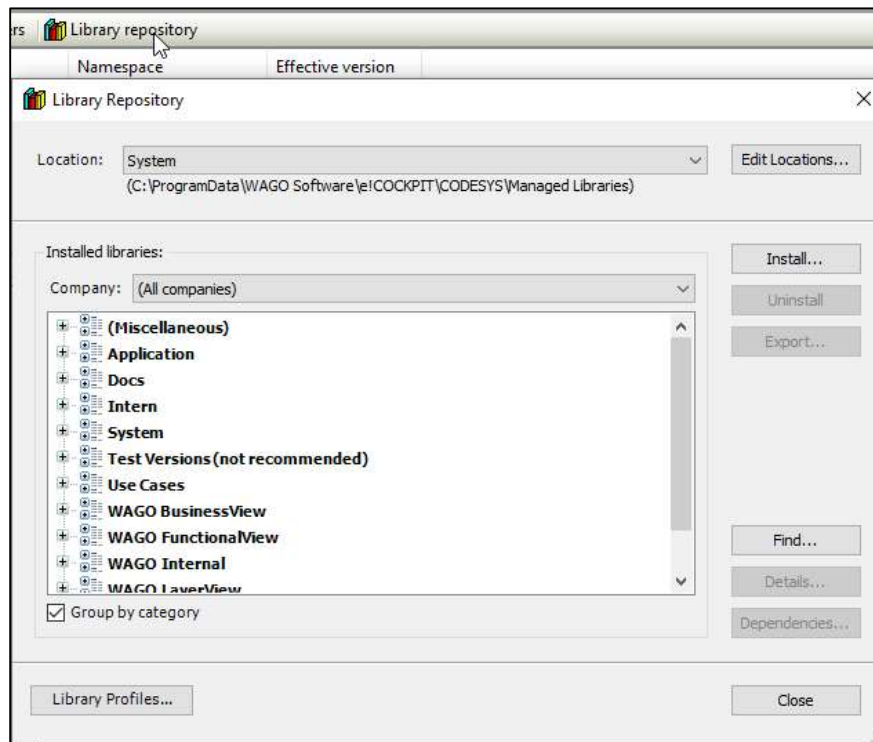 rs Library repository
Namespace Effective version
Library Repository
Location: System Edit Locations...
(C:\ProgramData\WAGO Software\e!COCKPIT\CODESYS\Managed Libraries)
Installed libraries:
Install...
Company: (All companies)
Uninstall
(Miscellaneous)
Export...
Application
Docs
Intern
System
Test Versions(not recommended)
Use Cases
WAGO BusinessView
WAGO FunctionalView
Find...
WAGO Internal
Details...
WAGO LayerView
Group by category
Dependencies...
Library Profiles... Close